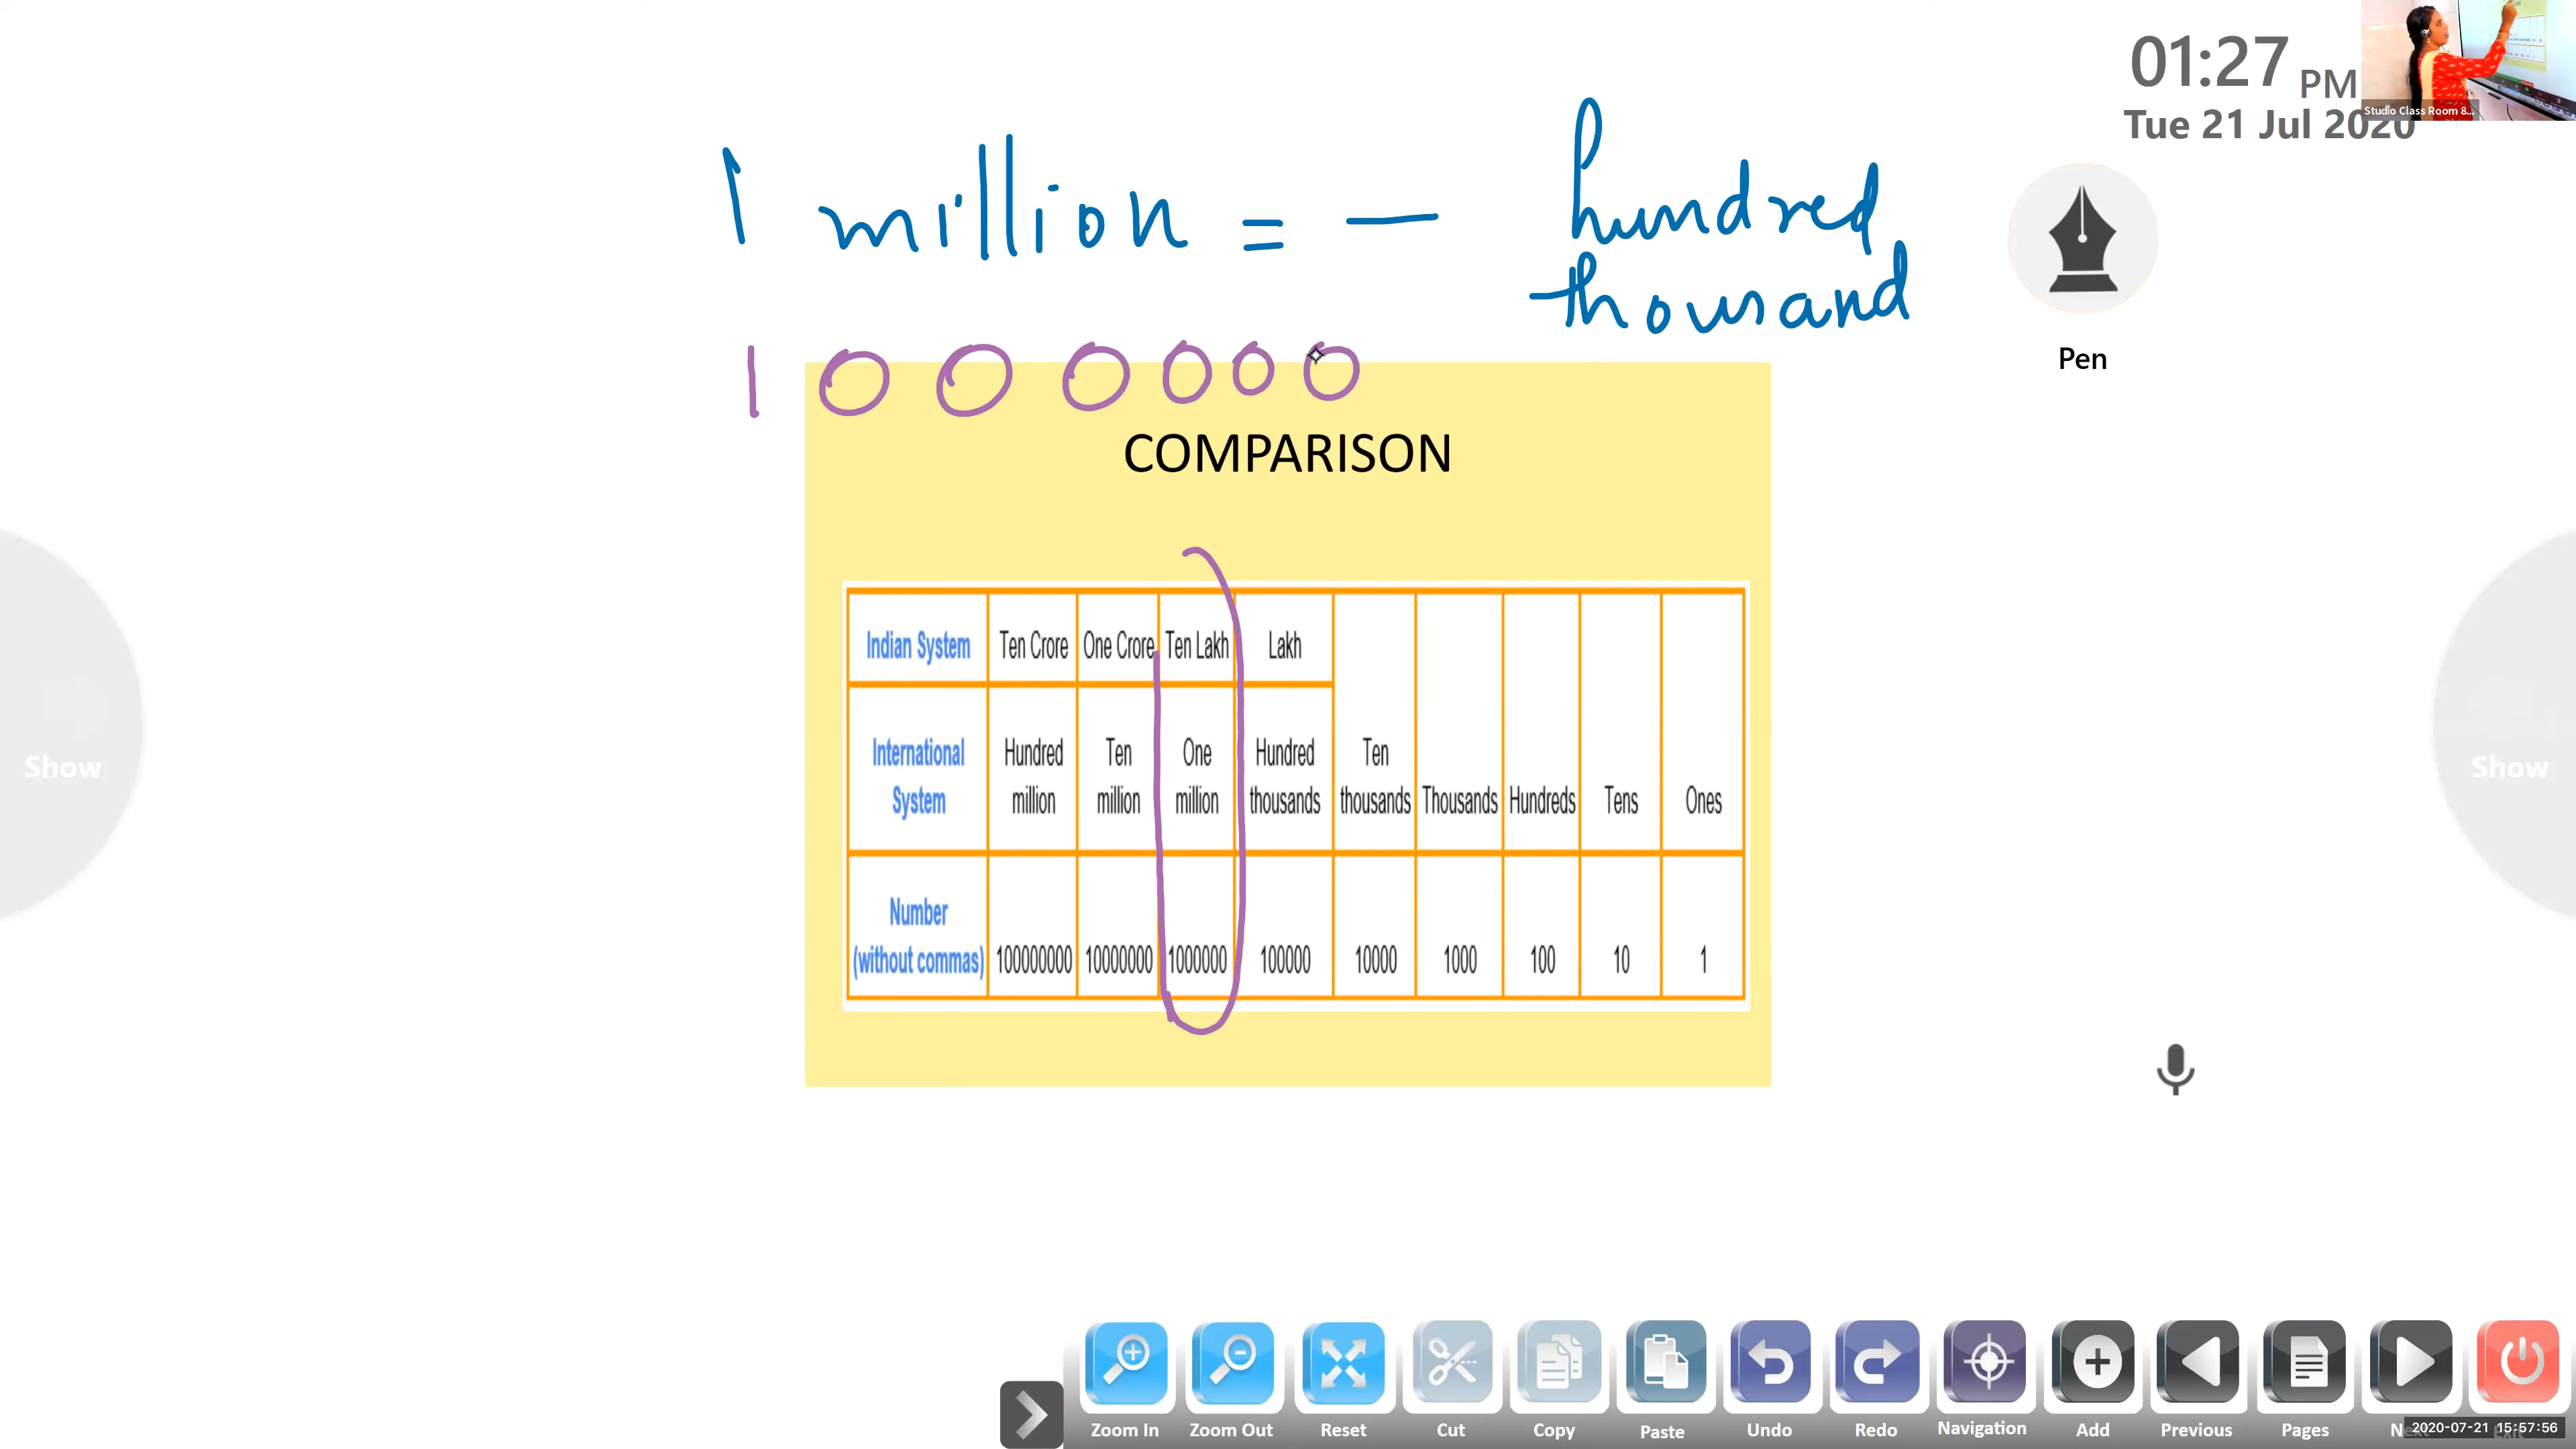 01:27 PM
Tue 21 Jul 2020
Studio Class Room 8...
1 million = — hundred
thousand
Pen
1 0 0 0 0 0 0
COMPARISON
Indian System Ten Crore One Crore Ten Lakh Lakh
International System Hundred million Ten million One million Hundred thousands Ten thousands Thousands Hundreds Tens Ones
Number (without commas) 100000000 10000000 1000000 100000 10000 1000 100 10 1
Show
Show
Zoom In Zoom Out Reset Cut Copy Paste Undo Redo Navigation Add Previous Pages
2020-07-21 15:57:56